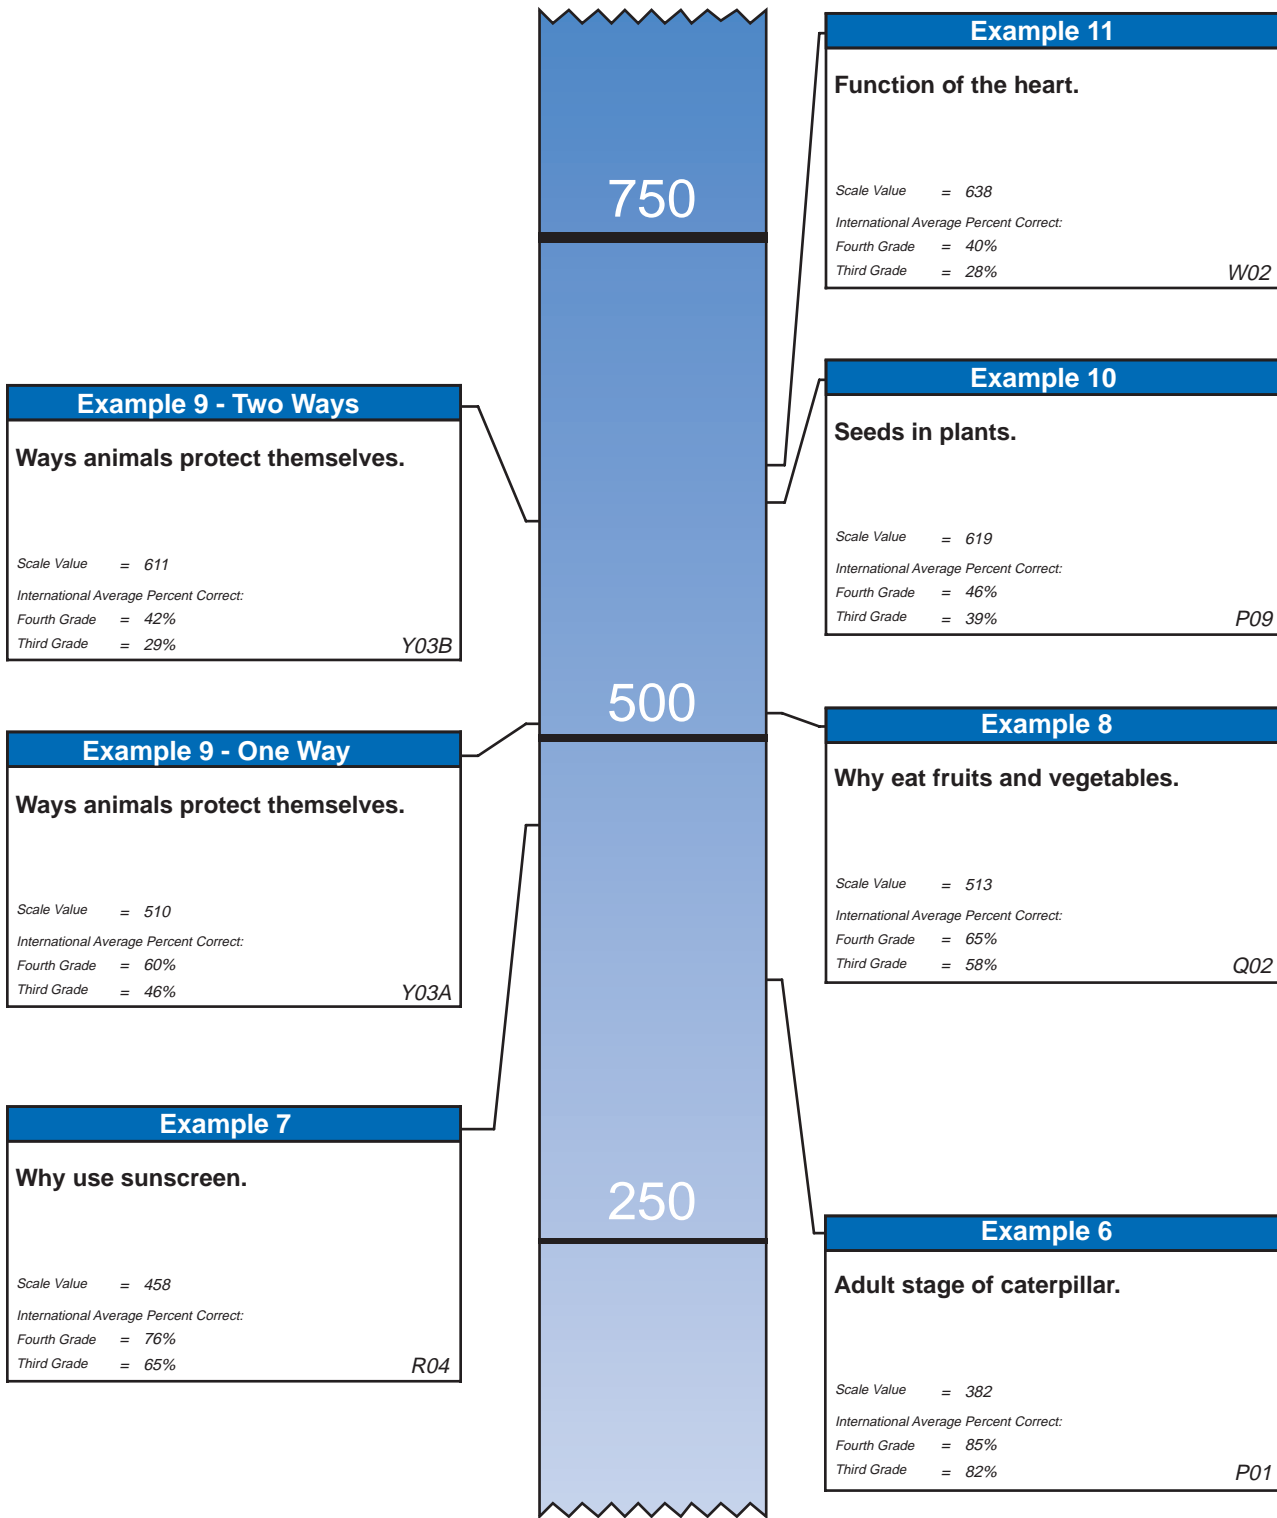 750
500
250
Example 9 - Two Ways
Ways animals protect themselves.
Scale Value = 611
International Average Percent Correct:
Fourth Grade = 42%
Third Grade = 29%
Y03B
Example 9 - One Way
Ways animals protect themselves.
Scale Value = 510
International Average Percent Correct:
Fourth Grade = 60%
Third Grade = 46%
Y03A
Example 7
Why use sunscreen.
Scale Value = 458
International Average Percent Correct:
Fourth Grade = 76%
Third Grade = 65%
R04
Example 11
Function of the heart.
Scale Value = 638
International Average Percent Correct:
Fourth Grade = 40%
Third Grade = 28%
W02
Example 10
Seeds in plants.
Scale Value = 619
International Average Percent Correct:
Fourth Grade = 46%
Third Grade = 39%
P09
Example 8
Why eat fruits and vegetables.
Scale Value = 513
International Average Percent Correct:
Fourth Grade = 65%
Third Grade = 58%
Q02
Example 6
Adult stage of caterpillar.
Scale Value = 382
International Average Percent Correct:
Fourth Grade = 85%
Third Grade = 82%
P01